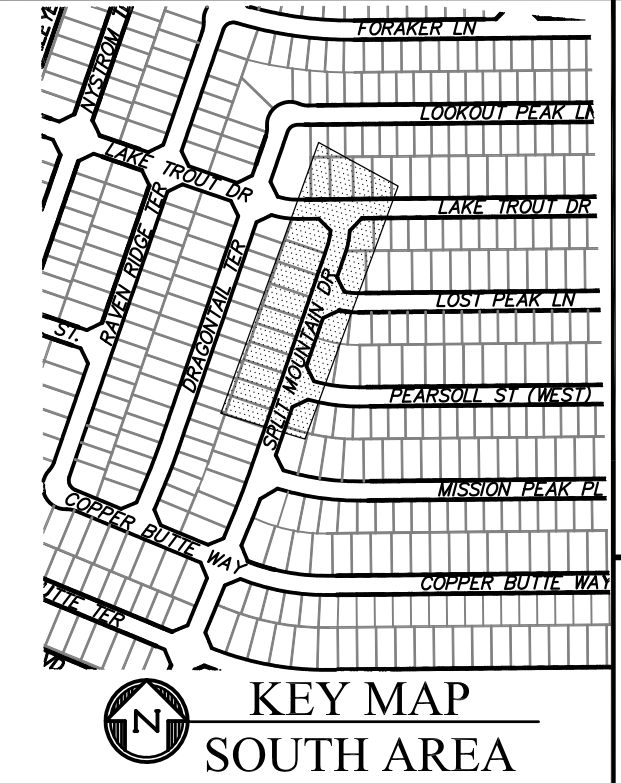 FORAKER LN
NYSTROM
LOOKOUT PEAK LN
LAKE TROUT DR
LAKE TROUT DR
RAVEN RIDGE TER
DRAGONTAIL TER
SPLIT MOUNTAIN DR
LOST PEAK LN
ST.
PEARSOLL ST (WEST)
MISSION PEAK PL
COPPER BUTTE WAY
COPPER BUTTE WAY
UTTE TER
VD
N
KEY MAP
SOUTH AREA